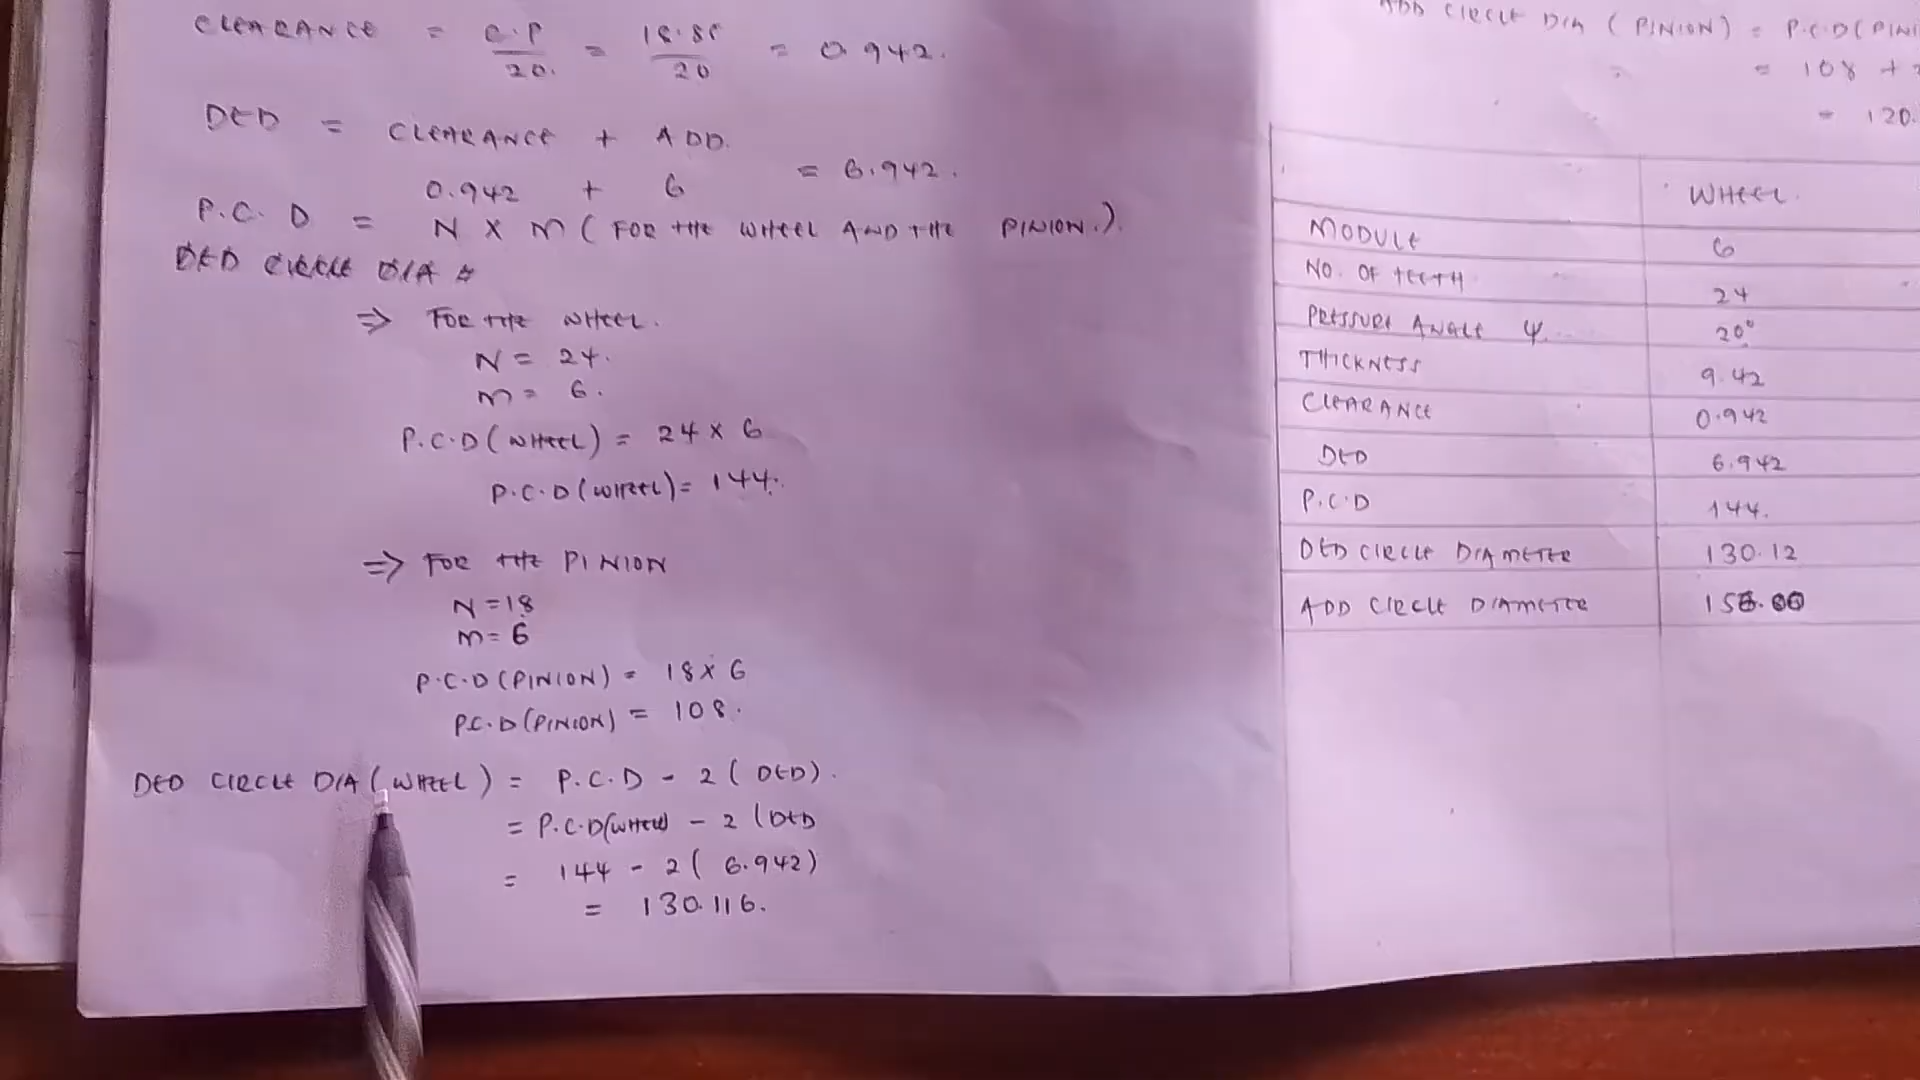 CLEARANCE = C.P / 20. = 18.85 / 20 = 0.942.
DED = CLEARANCE + ADD.
0.942 + 6 = 6.942.
P.C.D = N X M ( FOR THE WHEEL AND THE PINION.).
DED CIRCLE DIA =
⇒ FOR THE WHEEL.
N = 24.
m = 6.
P.C.D (WHEEL) = 24 X 6
P.C.D (WHEEL) = 144.
⇒ FOR THE PINION
N = 18
m = 6
P.C.D (PINION) = 18 X 6
P.C.D (PINION) = 108.
DED CIRCLE DIA (WHEEL) = P.C.D - 2 ( DED).
= P.C.D(WHEEL) - 2 (DED
= 144 - 2( 6.942)
= 130.116.
ADD CIRCLE DIA ( PINION) = P.C.D (PINI
= 108 +
= 120.
WHEEL.
MODULE 6
NO. OF TEETH 24
PRESSURE ANGLE Ψ 20°
THICKNESS 9.42
CLEARANCE 0.942
DED 6.942
P.C.D 144.
DED CIRCLE DIAMETER 130.12
ADD CIRCLE DIAMETER 156.00